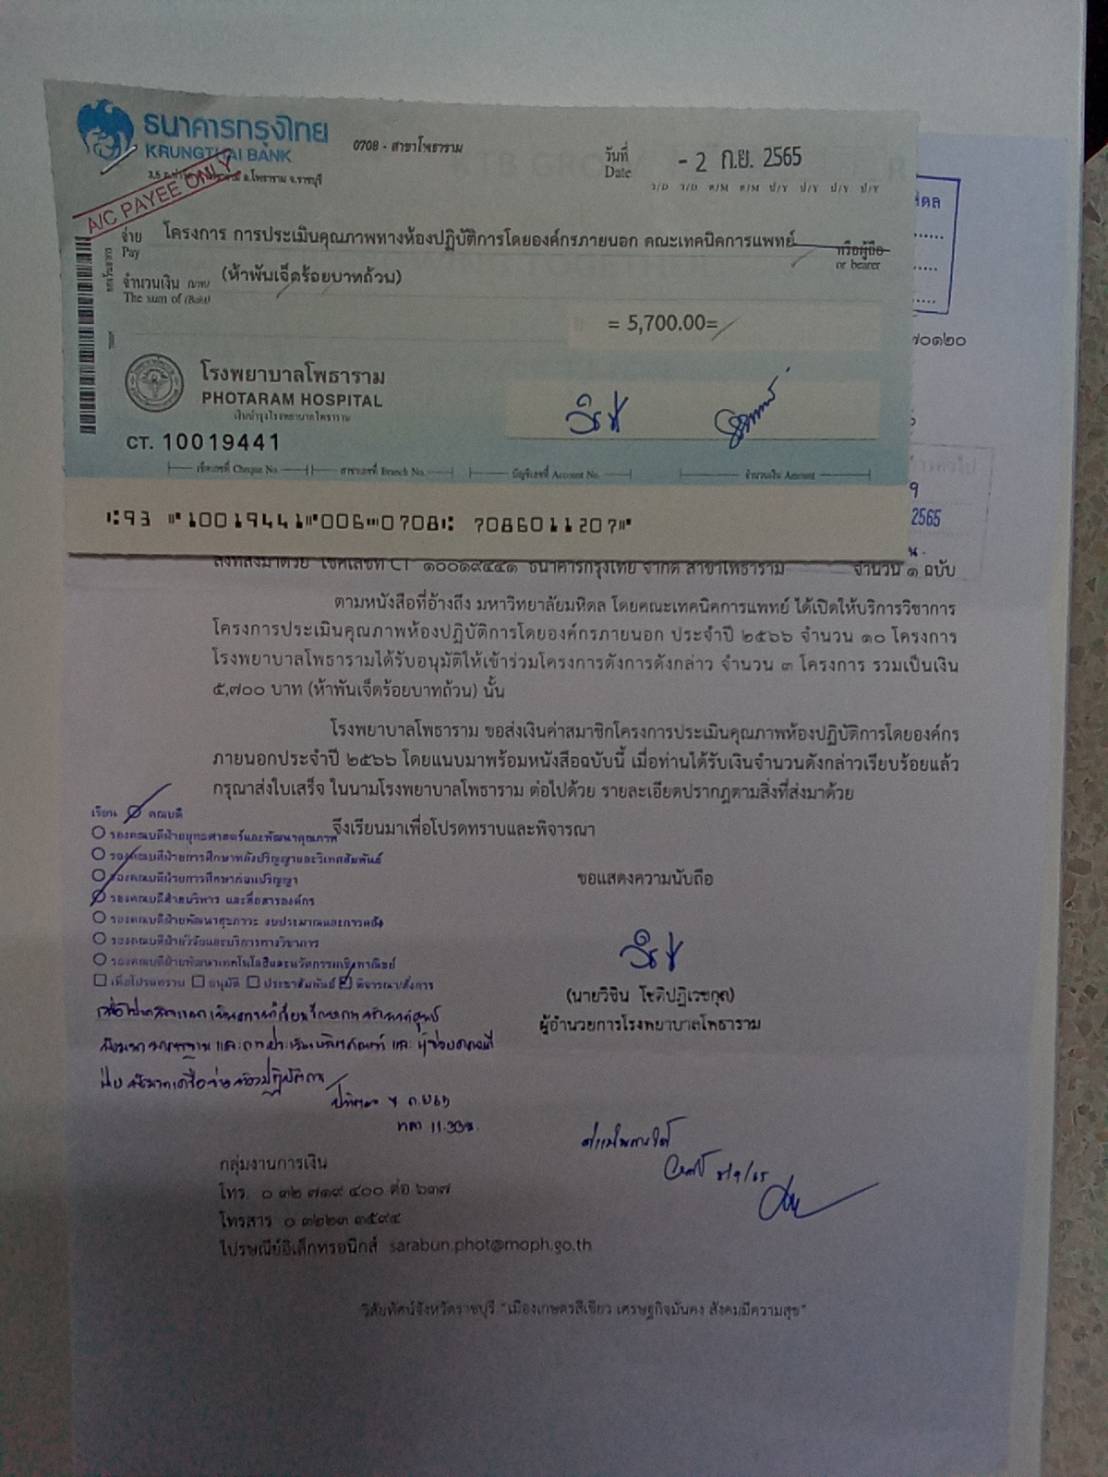 ธนาคารกรุงไทย
KRUNGTHAI BANK
0708 - สาขาโพธาราม
อ.โพธาราม จ.ราชบุรี
วันที่
Date
- 2 ก.ย. 2565
A/C PAYEE ONLY
จ่าย โครงการ การประเมินคุณภาพทางห้องปฏิบัติการโดยองค์กรภายนอก คณะเทคนิคการแพทย์ หรือผู้ถือ
Pay or bearer
จำนวนเงิน (บาท) (ห้าพันเจ็ดร้อยบาทถ้วน)
The sum of (Baht)
= 5,700.00=
โรงพยาบาลโพธาราม
PHOTARAM HOSPITAL
เงินบำรุงโรงพยาบาลโพธาราม
CT. 10019441
เช็คเลขที่ Cheque No. สาขาเลขที่ Branch No. บัญชีเลขที่ Account No. จำนวนเงิน Amount
93 10019441 006 0708 7086011207
ดล
๗๐๑๒๐
2565
น.
สิ่งที่ส่งมาด้วย เช็คเลขที่ CT ๑๐๐๑๙๔๔๑ ธนาคารกรุงไทย จำกัด สาขาโพธาราม จำนวน ๑ ฉบับ
ตามหนังสือที่อ้างถึง มหาวิทยาลัยมหิดล โดยคณะเทคนิคการแพทย์ ได้เปิดให้บริการวิชาการ
โครงการประเมินคุณภาพห้องปฏิบัติการโดยองค์กรภายนอก ประจำปี ๒๕๖๖ จำนวน ๑๐ โครงการ
โรงพยาบาลโพธารามได้รับอนุมัติให้เข้าร่วมโครงการดังการดังกล่าว จำนวน ๓ โครงการ รวมเป็นเงิน
๕,๗๐๐ บาท (ห้าพันเจ็ดร้อยบาทถ้วน) นั้น
โรงพยาบาลโพธาราม ขอส่งเงินค่าสมาชิกโครงการประเมินคุณภาพห้องปฏิบัติการโดยองค์กร
ภายนอกประจำปี ๒๕๖๖ โดยแนบมาพร้อมหนังสือฉบับนี้ เมื่อท่านได้รับเงินจำนวนดังกล่าวเรียบร้อยแล้ว
กรุณาส่งใบเสร็จ ในนามโรงพยาบาลโพธาราม ต่อไปด้วย รายละเอียดปรากฎตามสิ่งที่ส่งมาด้วย
จึงเรียนมาเพื่อโปรดทราบและพิจารณา
เรียน คณบดี
รองคณบดีฝ่ายยุทธศาสตร์และพัฒนาคุณภาพ
รองคณบดีฝ่ายการศึกษาหลังปริญญาและวิเทศสัมพันธ์
รองคณบดีฝ่ายการศึกษาก่อนปริญญา
รองคณบดีฝ่ายบริหาร และสื่อสารองค์กร
รองคณบดีฝ่ายพัฒนาสุขภาวะ งบประมาณและการคลัง
รองคณบดีฝ่ายวิจัยและบริการทางวิชาการ
รองคณบดีฝ่ายพัฒนาเทคโนโลยีและนวัตกรรมเชิงพาณิชย์
เพื่อโปรดทราบ อนุมัติ ประชาสัมพันธ์ พิจารณา/สั่งการ
ขอแสดงความนับถือ
(นายวิชิน โชติปฏิเวชกุล)
ผู้อำนวยการโรงพยาบาลโพธาราม
11.30น.
กลุ่มงานการเงิน
โทร. ๐ ๓๒ ๗๑๙ ๔๐๐ ต่อ ๖๓๗
โทรสาร ๐ ๓๒๒๓ ๓๕๙๔
ไปรษณีย์อิเล็กทรอนิกส์ sarabun.phot@moph.go.th
วิสัยทัศน์จังหวัดราชบุรี "เมืองเกษตรสีเขียว เศรษฐกิจมั่นคง สังคมมีความสุข"